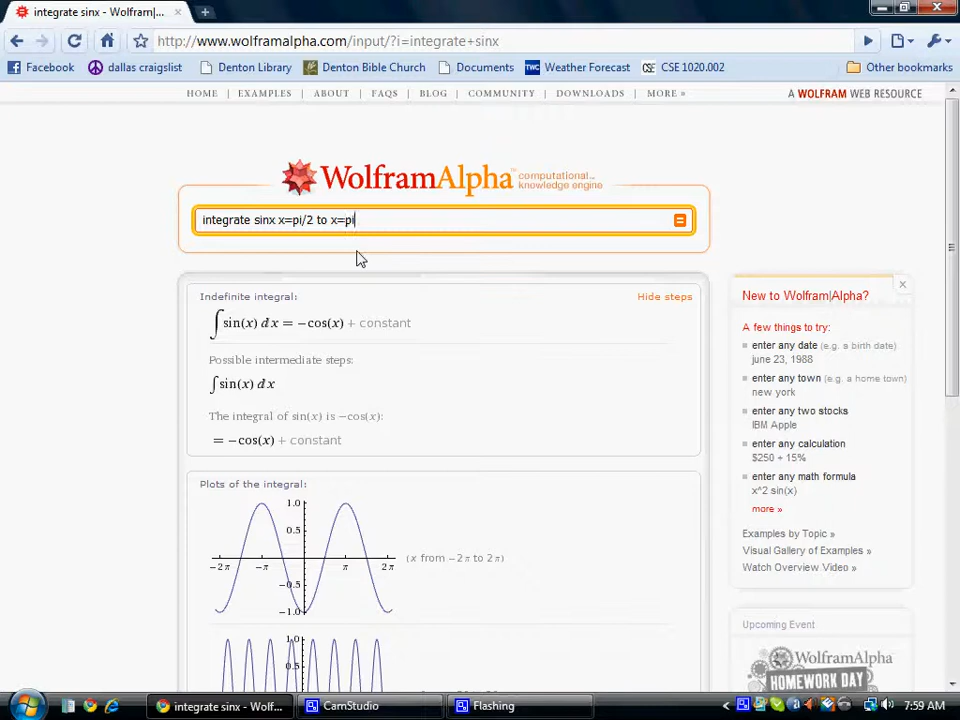 integrate sinx - Wolfram|...
http://www.wolframalpha.com/input/?i=integrate+sinx
Facebook dallas craigslist Denton Library Denton Bible Church Documents TWC Weather Forecast CSE 1020.002 Other bookmarks
HOME | EXAMPLES | ABOUT | FAQS | BLOG | COMMUNITY | DOWNLOADS | MORE »
A WOLFRAM WEB RESOURCE
WolframAlpha™ computational knowledge engine
integrate sinx x=pi/2 to x=pi
Indefinite integral:
Hide steps
∫sin(x) dx = −cos(x) + constant
Possible intermediate steps:
∫sin(x) dx
The integral of sin(x) is −cos(x):
= −cos(x) + constant
Plots of the integral:
1.0
0.5
−2π −π π 2π
−0.5
−1.0
(x from −2π to 2π)
1.0
0.5
New to Wolfram|Alpha?
A few things to try:
enter any date (e.g. a birth date)
june 23, 1988
enter any town (e.g. a home town)
new york
enter any two stocks
IBM Apple
enter any calculation
$250 + 15%
enter any math formula
x^2 sin(x)
more »
Examples by Topic »
Visual Gallery of Examples »
Watch Overview Video »
Upcoming Event
WolframAlpha
HOMEWORK DAY
integrate sinx - Wolf... CamStudio Flashing 7:59 AM